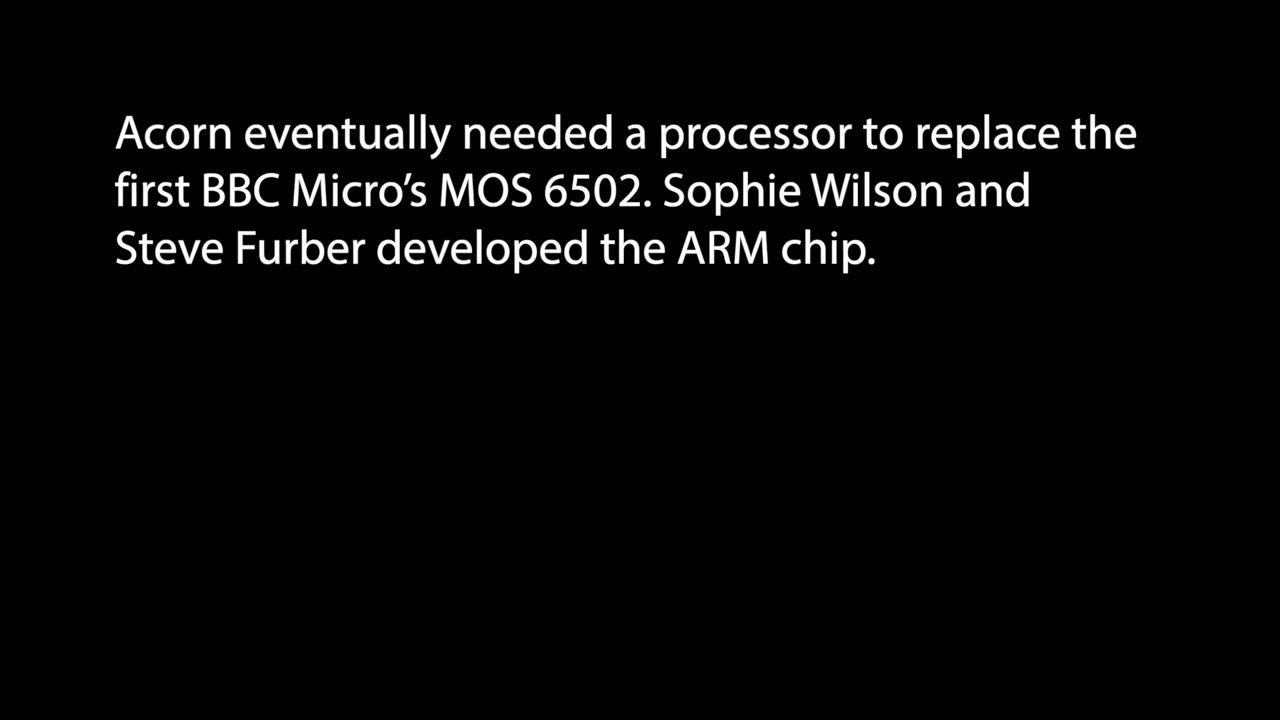 Acorn eventually needed a processor to replace the
first BBC Micro’s MOS 6502. Sophie Wilson and
Steve Furber developed the ARM chip.